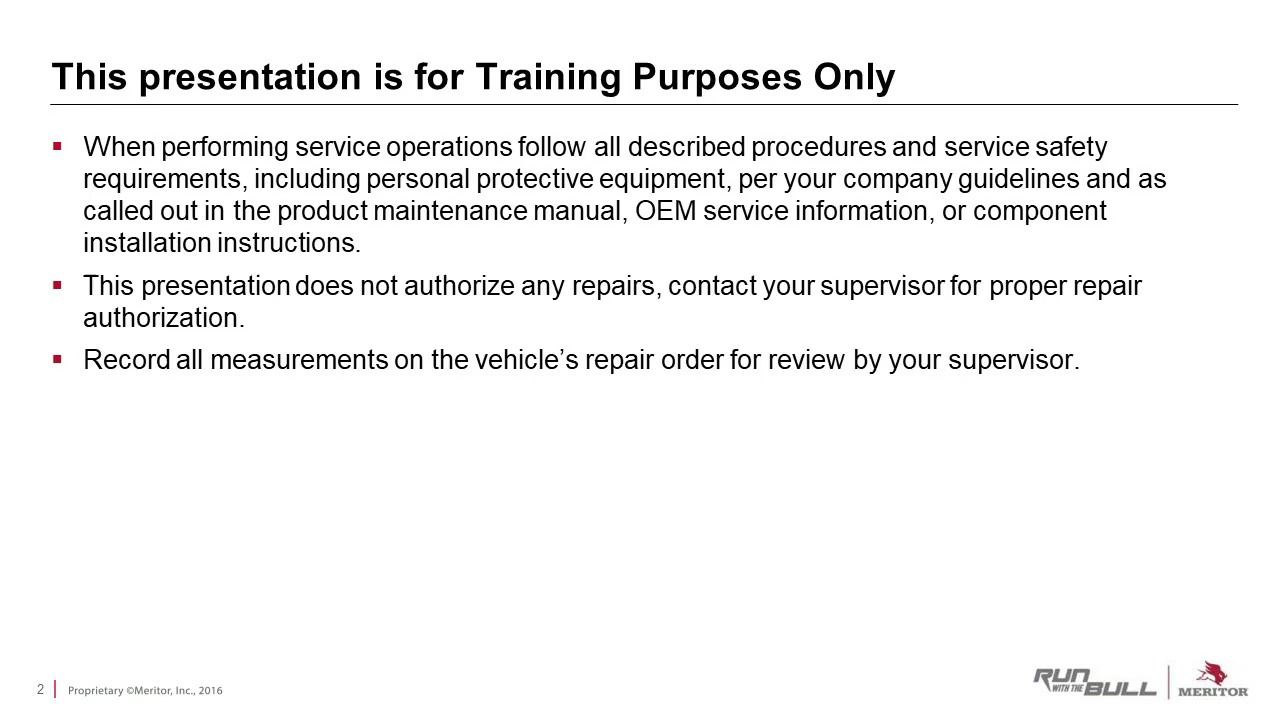 This presentation is for Training Purposes Only
When performing service operations follow all described procedures and service safety
requirements, including personal protective equipment, per your company guidelines and as
called out in the product maintenance manual, OEM service information, or component
installation instructions.
This presentation does not authorize any repairs, contact your supervisor for proper repair
authorization.
Record all measurements on the vehicle’s repair order for review by your supervisor.
2
Proprietary ©Meritor, Inc., 2016
RUN WITH THE BULL
MERITOR